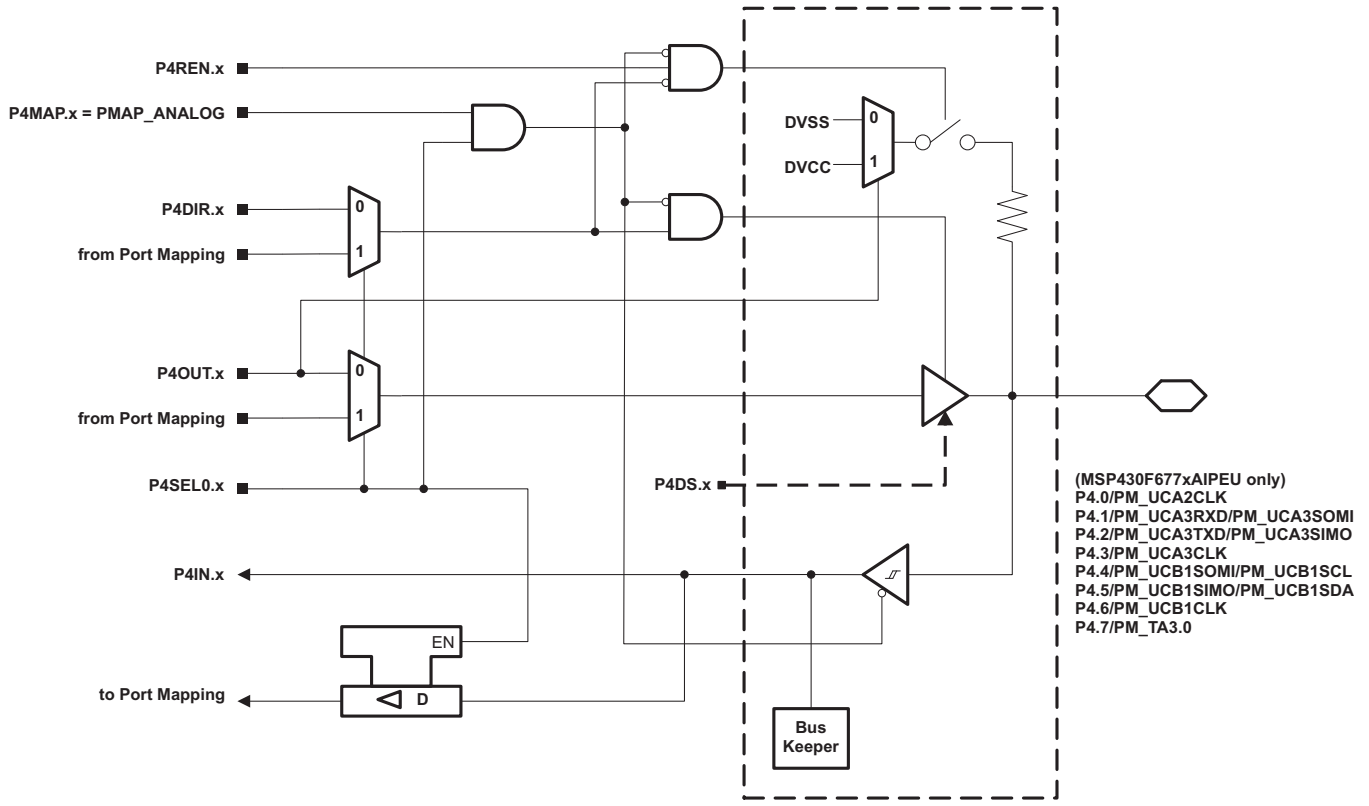 P4REN.x
P4MAP.x = PMAP_ANALOG
DVSS
0
DVCC
1
P4DIR.x
0
from Port Mapping
1
P4OUT.x
0
from Port Mapping
1
P4SEL0.x
P4DS.x
(MSP430F677xAIPEU only)
P4.0/PM_UCA2CLK
P4.1/PM_UCA3RXD/PM_UCA3SOMI
P4.2/PM_UCA3TXD/PM_UCA3SIMO
P4.3/PM_UCA3CLK
P4.4/PM_UCB1SOMI/PM_UCB1SCL
P4.5/PM_UCB1SIMO/PM_UCB1SDA
P4.6/PM_UCB1CLK
P4.7/PM_TA3.0
P4IN.x
EN
to Port Mapping
D
Bus
Keeper